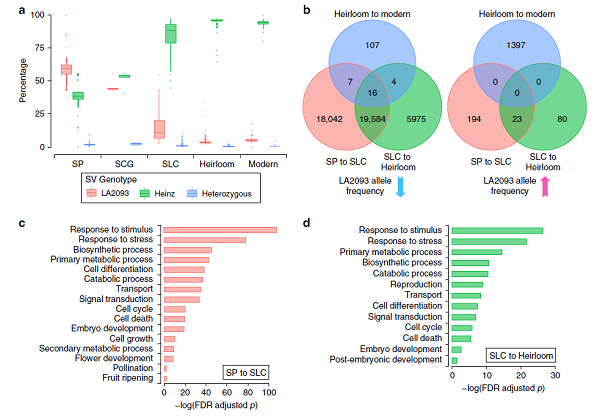 a
Percentage
100
75
50
25
0
SP
SCG
SLC
Heirloom
Modern
SV Genotype
LA2093
Heinz
Heterozygous
b
Heirloom to modern
107
7
4
16
18,042
19,584
5975
SP to SLC
SLC to
Heirloom
LA2093 allele
frequency
Heirloom to modern
1397
0
0
0
194
23
80
SP to SLC
SLC to
Heirloom
LA2093 allele
frequency
c
Response to stimulus
Response to stress
Biosynthetic process
Primary metabolic process
Cell differentiation
Catabolic process
Transport
Signal transduction
Cell cycle
Cell death
Embryo development
Cell growth
Secondary metabolic process
Flower development
Pollination
Fruit ripening
SP to SLC
0 20 40 60 80 100
−log(FDR adjusted p)
d
Response to stimulus
Response to stress
Primary metabolic process
Biosynthetic process
Catabolic process
Reproduction
Transport
Cell differentiation
Signal transduction
Cell cycle
Cell death
Embryo development
Post-embryonic development
SLC to Heirloom
0 10 20 30
−log(FDR adjusted p)